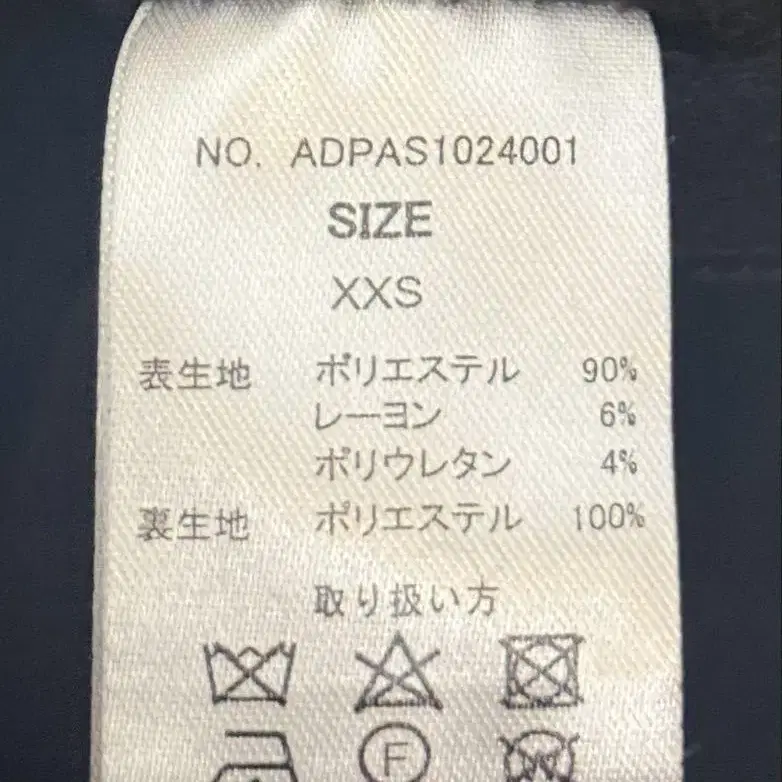 NO. ADPAS1024001
SIZE
XXS
表生地 ポリエステル 90%
レーヨン 6%
ポリウレタン 4%
裏生地 ポリエステル 100%
取り扱い方
F
W